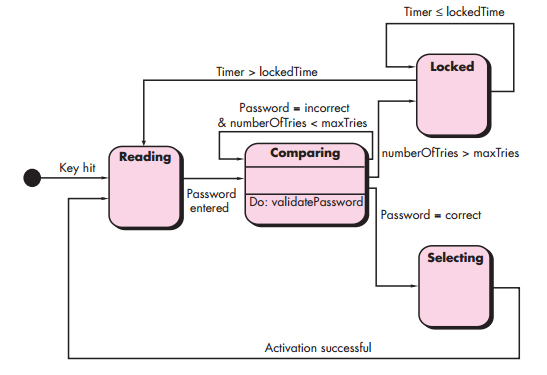 Timer ≤ lockedTime
Locked
Timer > lockedTime
Password = incorrect
& numberOfTries < maxTries
Reading
Comparing
numberOfTries > maxTries
Key hit
Password
entered
Do: validatePassword
Password = correct
Selecting
Activation successful